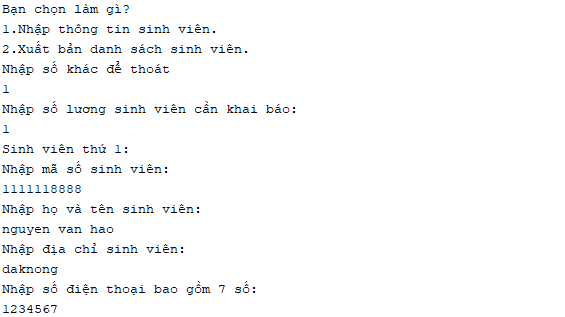 Bạn chọn làm gì?
1.Nhập thông tin sinh viên.
2.Xuất bản danh sách sinh viên.
Nhập số khác để thoát
1
Nhập số lương sinh viên cần khai báo:
1
Sinh viên thứ 1:
Nhập mã số sinh viên:
1111118888
Nhập họ và tên sinh viên:
nguyen van hao
Nhập địa chỉ sinh viên:
daknong
Nhập số điện thoại bao gồm 7 số:
1234567